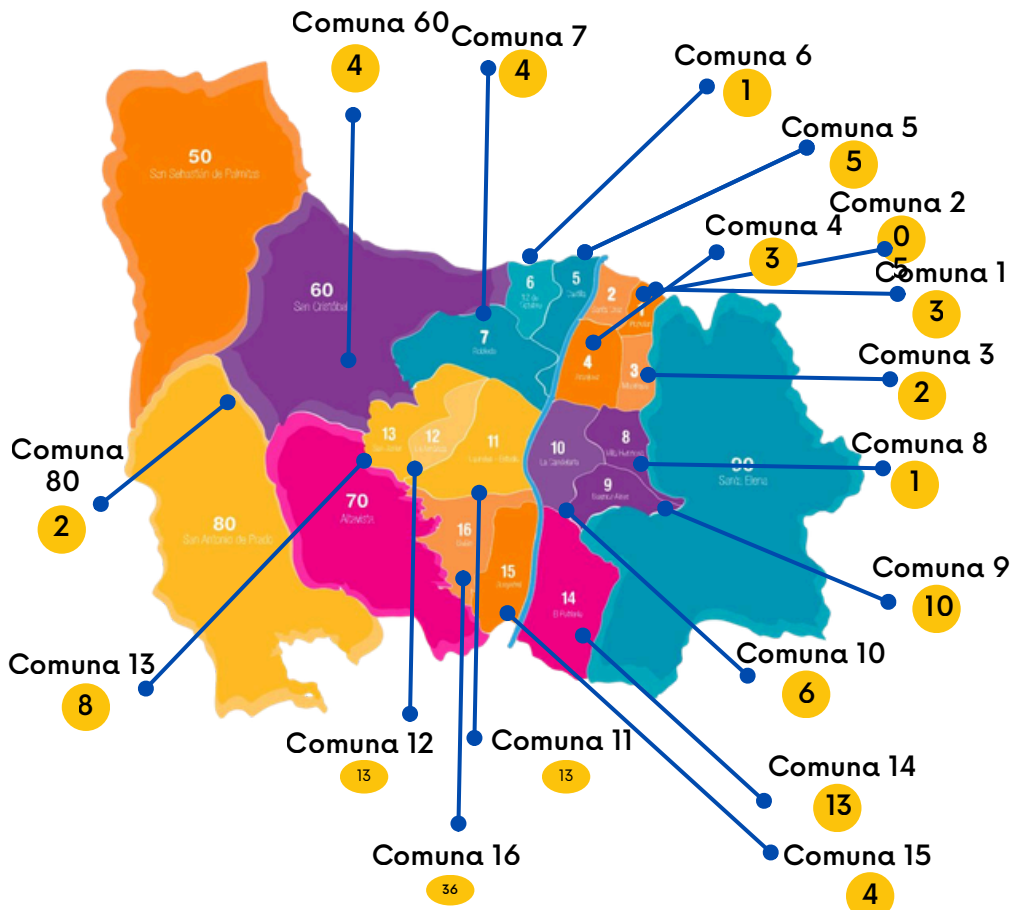 Comuna 60
4
Comuna 7
4
Comuna 6
1
Comuna 5
5
Comuna 2
0
5
Comuna 4
3
Comuna 1
3
Comuna 3
2
Comuna 8
1
Comuna 9
10
Comuna 10
6
Comuna 14
13
Comuna 15
4
Comuna 11
13
Comuna 12
13
Comuna 16
36
Comuna 13
8
Comuna
80
2
50
San Sebastián de Palmitas
60
San Cristóbal
6
5
Castilla
2
Santa Cruz
1
7
Robledo
4
Aranjuez
3
Manrique
13
San Javier
12
11
10
La Candelaria
8
Villa Hermosa
9
Buenos Aires
90
Santa Elena
70
Altavista
80
San Antonio de Prado
16
Belén
15
Guayabal
14
El Poblado